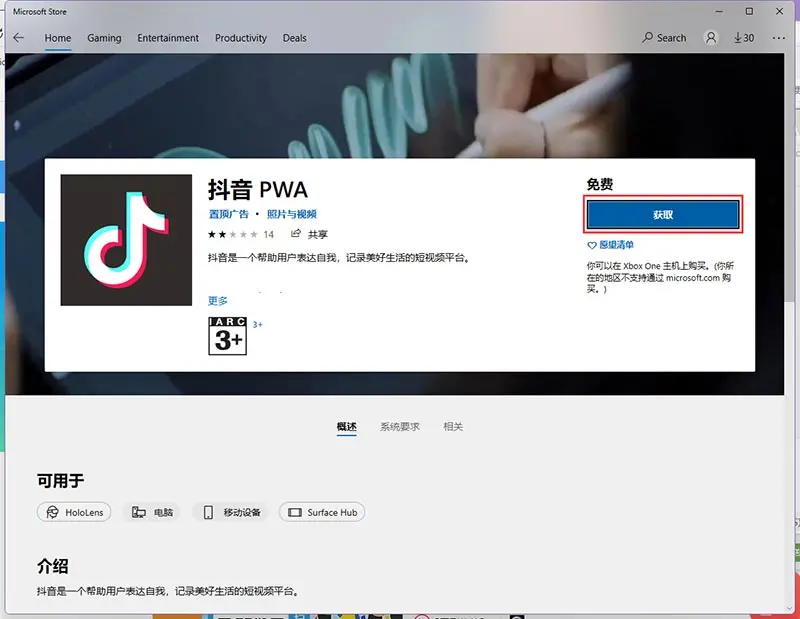 Microsoft Store
Home Gaming Entertainment Productivity Deals Search 30
抖音 PWA
置顶广告 • 照片与视频
14 共享
抖音是一个帮助用户表达自我，记录美好生活的短视频平台。
更多
IARC
3+
3+
免费
获取
愿望清单
你可以在 Xbox One 主机上购买。(你所
在的地区不支持通过 microsoft.com 购
买。)
概述 系统要求 相关
可用于
HoloLens 电脑 移动设备 Surface Hub
介绍
抖音是一个帮助用户表达自我，记录美好生活的短视频平台。